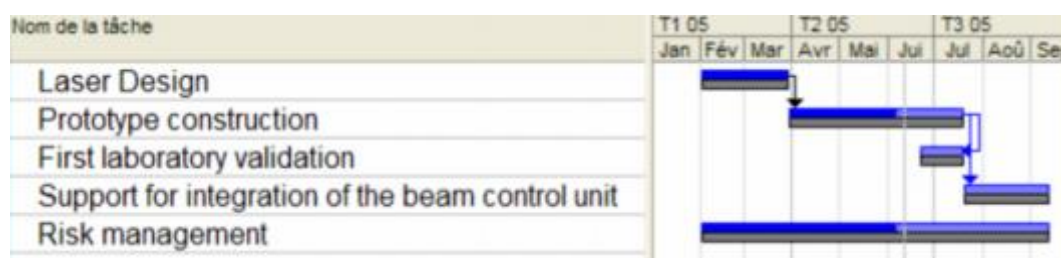 Nom de la tâche T1 05 T2 05 T3 05
Jan Fév Mar Avr Mai Jui Jul Aoû Se
Laser Design
Prototype construction
First laboratory validation
Support for integration of the beam control unit
Risk management